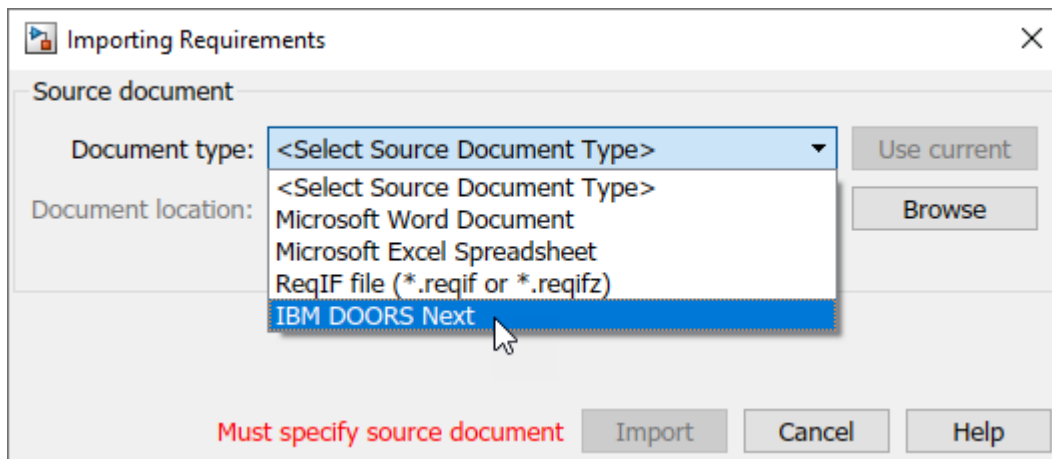 Importing Requirements
Source document
Document type: <Select Source Document Type> Use current
<Select Source Document Type>
Document location: Microsoft Word Document Browse
Microsoft Excel Spreadsheet
ReqIF file (*.reqif or *.reqifz)
IBM DOORS Next
Must specify source document Import Cancel Help